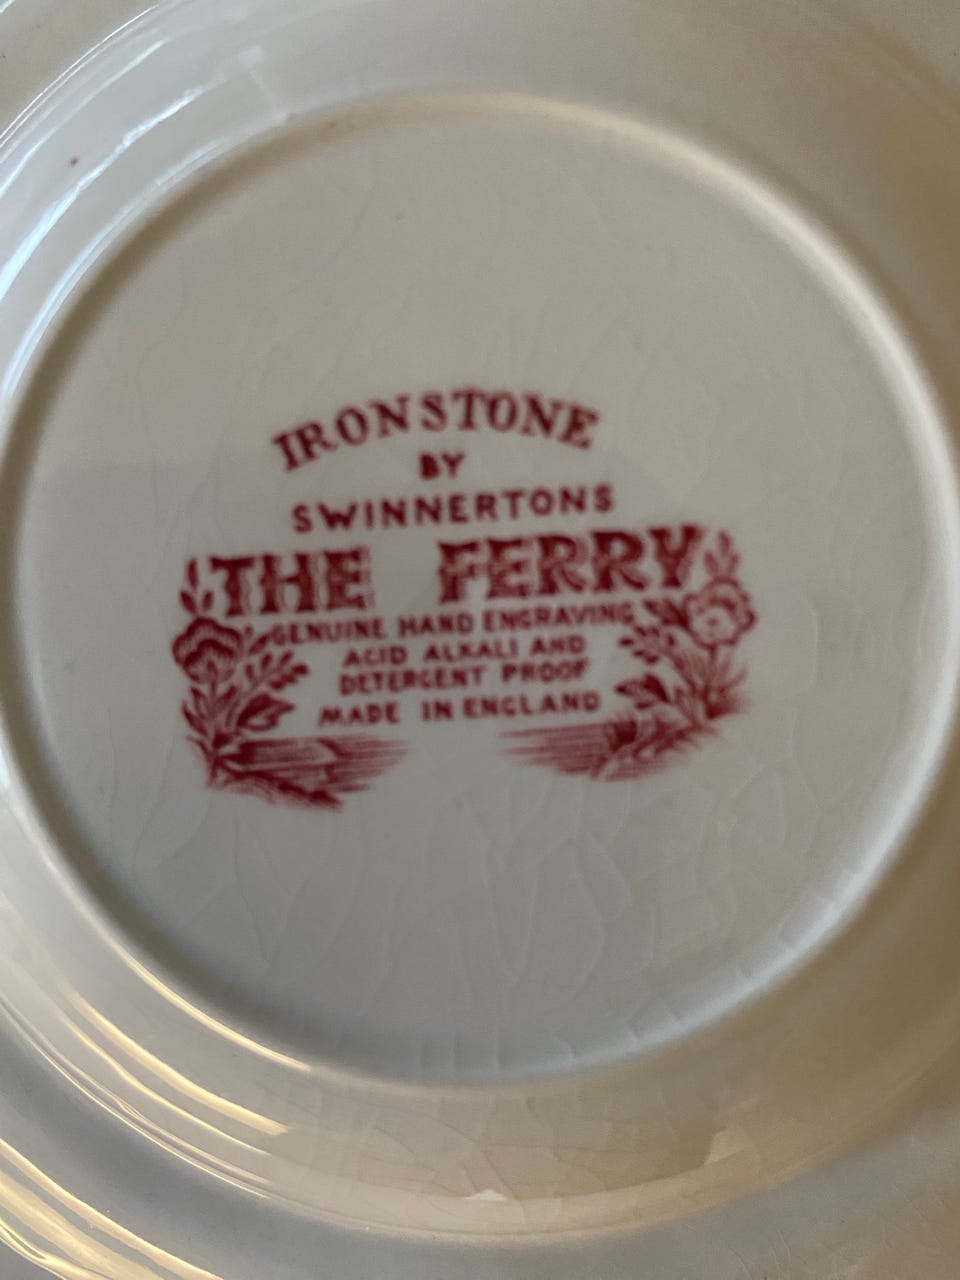 IRONSTONE
BY
SWINNERTONS
THE FERRY
GENUINE HAND ENGRAVING
ACID ALKALI AND
DETERGENT PROOF
MADE IN ENGLAND